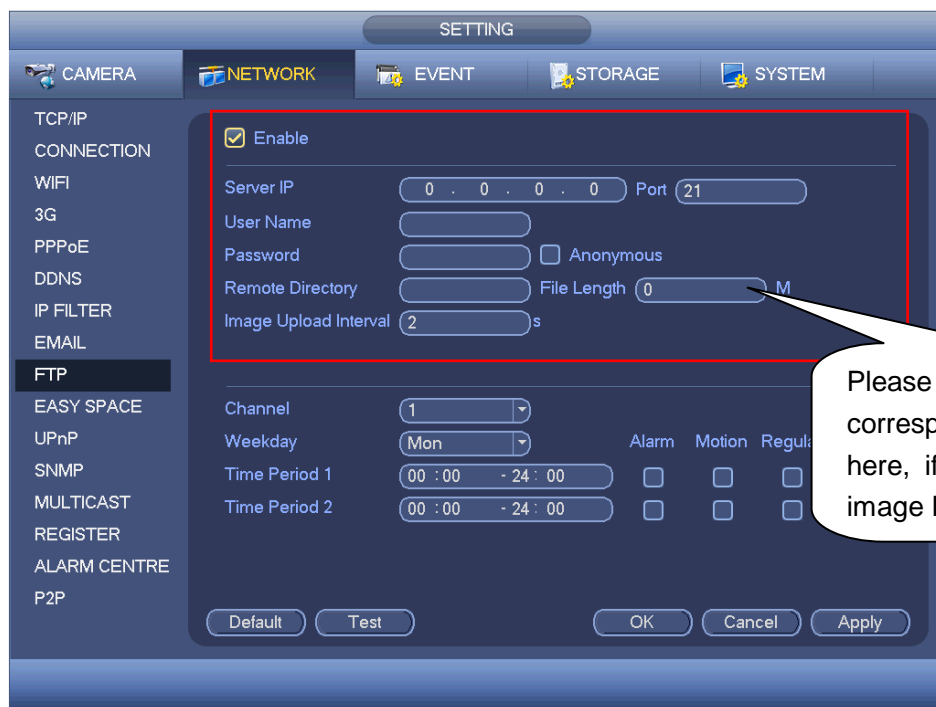 SETTING
CAMERA NETWORK EVENT STORAGE SYSTEM
TCP/IP
CONNECTION
WIFI
3G
PPPoE
DDNS
IP FILTER
EMAIL
FTP
EASY SPACE
UPnP
SNMP
MULTICAST
REGISTER
ALARM CENTRE
P2P
Enable
Server IP 0 . 0 . 0 . 0 Port 21
User Name
Password Anonymous
Remote Directory File Length 0 M
Image Upload Interval 2 s
Channel 1
Weekday Mon Alarm Motion Regula
Time Period 1 00 : 00 - 24 : 00
Time Period 2 00 : 00 - 24 : 00
Please
corresp
here, if
image
Default Test OK Cancel Apply